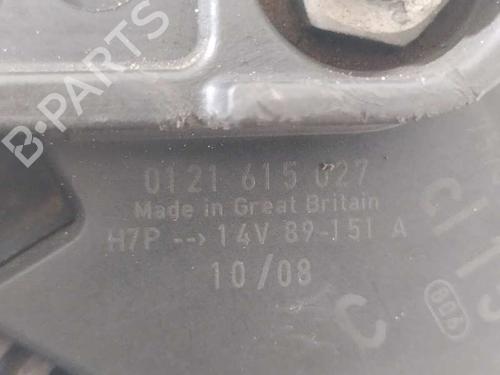 B-PARTS
0121 615 027
Made in Great Britain
H7P --> 14V 89-151 A
10/08
C